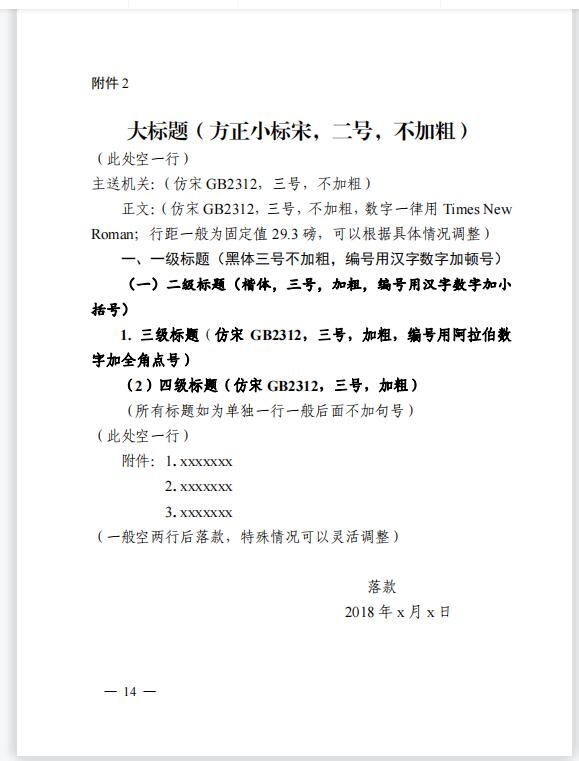 附件 2
大标题（方正小标宋，二号，不加粗）
（此处空一行）
主送机关：（仿宋 GB2312，三号，不加粗）
正文：（仿宋 GB2312，三号，不加粗，数字一律用 Times New
Roman；行距一般为固定值 29.3 磅，可以根据具体情况调整）
一、一级标题（黑体三号不加粗，编号用汉字数字加顿号）
（一）二级标题（楷体，三号，加粗，编号用汉字数字加小
括号）
1．三级标题（仿宋 GB2312，三号，加粗，编号用阿拉伯数
字加全角点号）
（2）四级标题（仿宋 GB2312，三号，加粗）
（所有标题如为单独一行一般后面不加句号）
（此处空一行）
附件：1．xxxxxxx
2．xxxxxxx
3．xxxxxxx
（一般空两行后落款，特殊情况可以灵活调整）
落款
2018 年 x 月 x 日
— 14 —